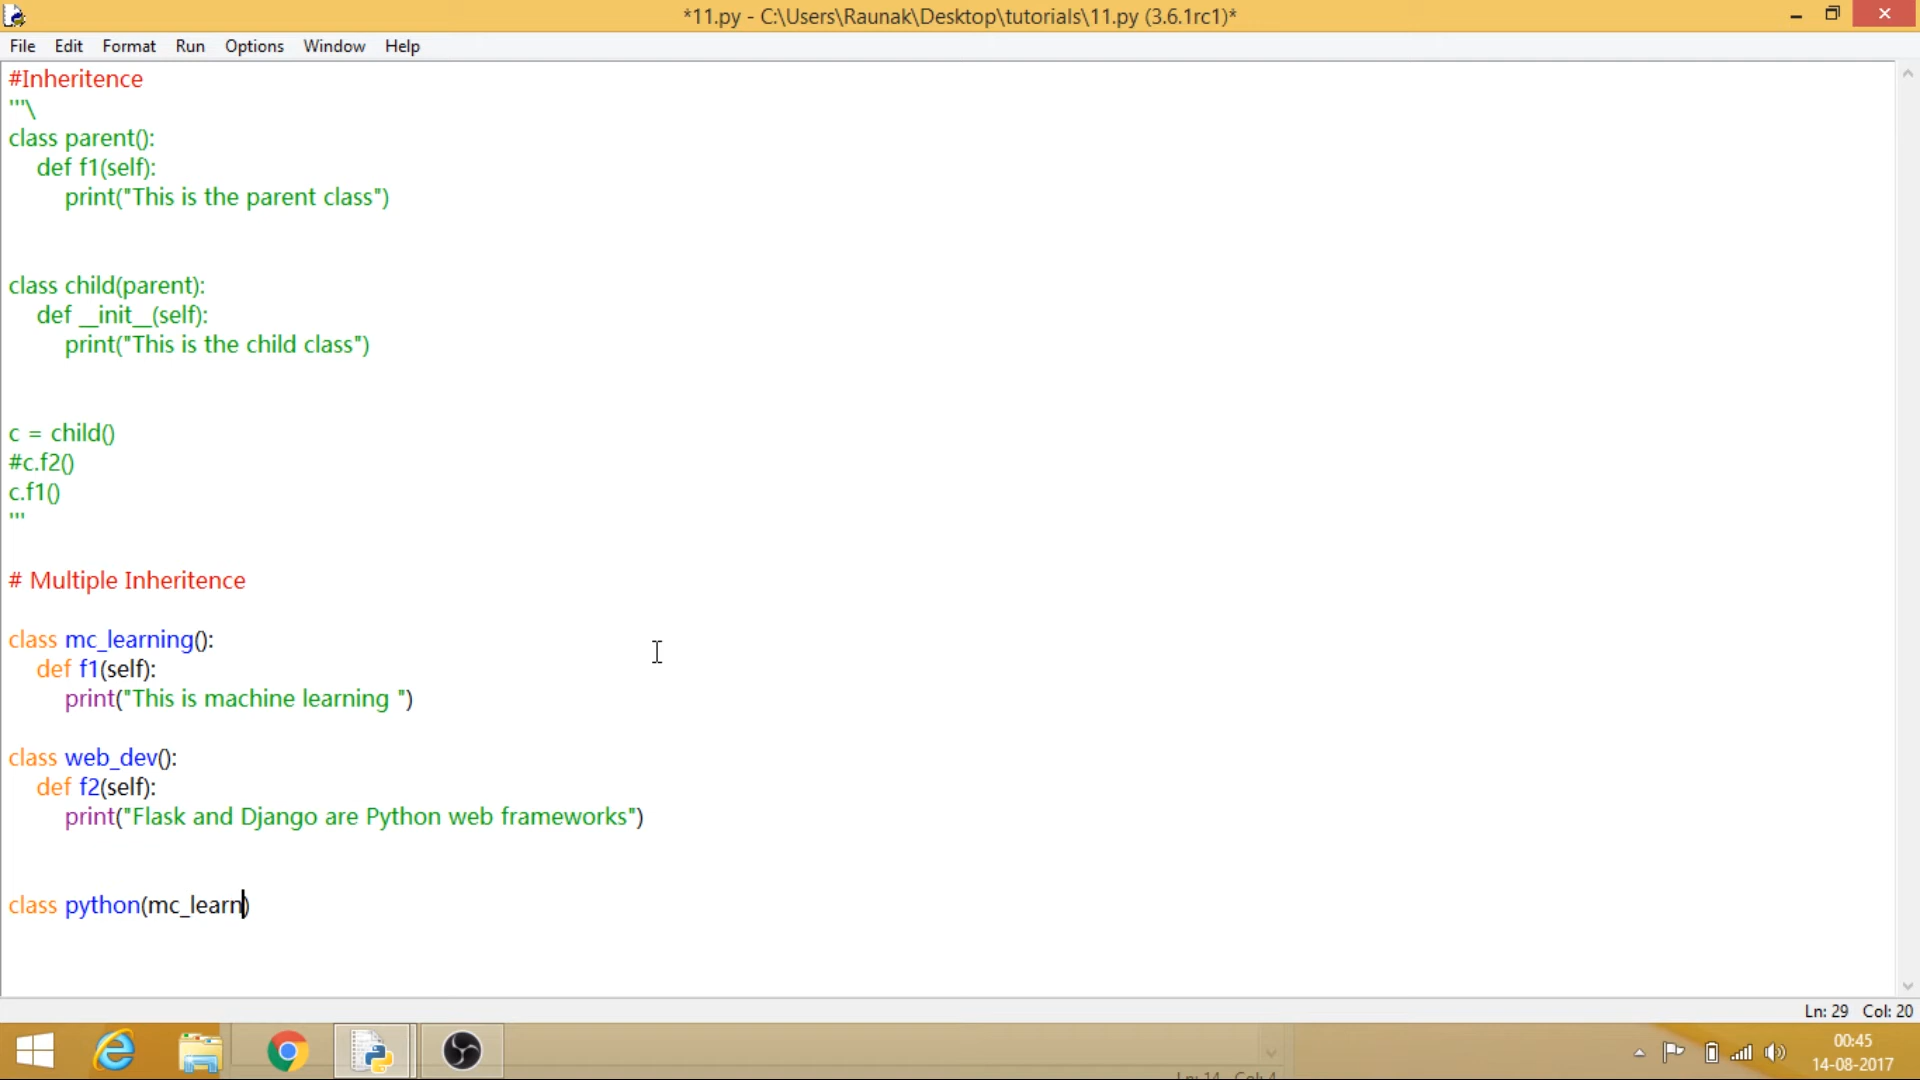 *11.py - C:\Users\Raunak\Desktop\tutorials\11.py (3.6.1rc1)*
File Edit Format Run Options Window Help
#Inheritence
'''\
class parent():
    def f1(self):
        print("This is the parent class")
class child(parent):
    def __init__(self):
        print("This is the child class")
c = child()
#c.f2()
c.f1()
'''
# Multiple Inheritence
class mc_learning():
    def f1(self):
        print("This is machine learning ")
class web_dev():
    def f2(self):
        print("Flask and Django are Python web frameworks")
class python(mc_learn)
Ln: 29 Col: 20
00:45
14-08-2017